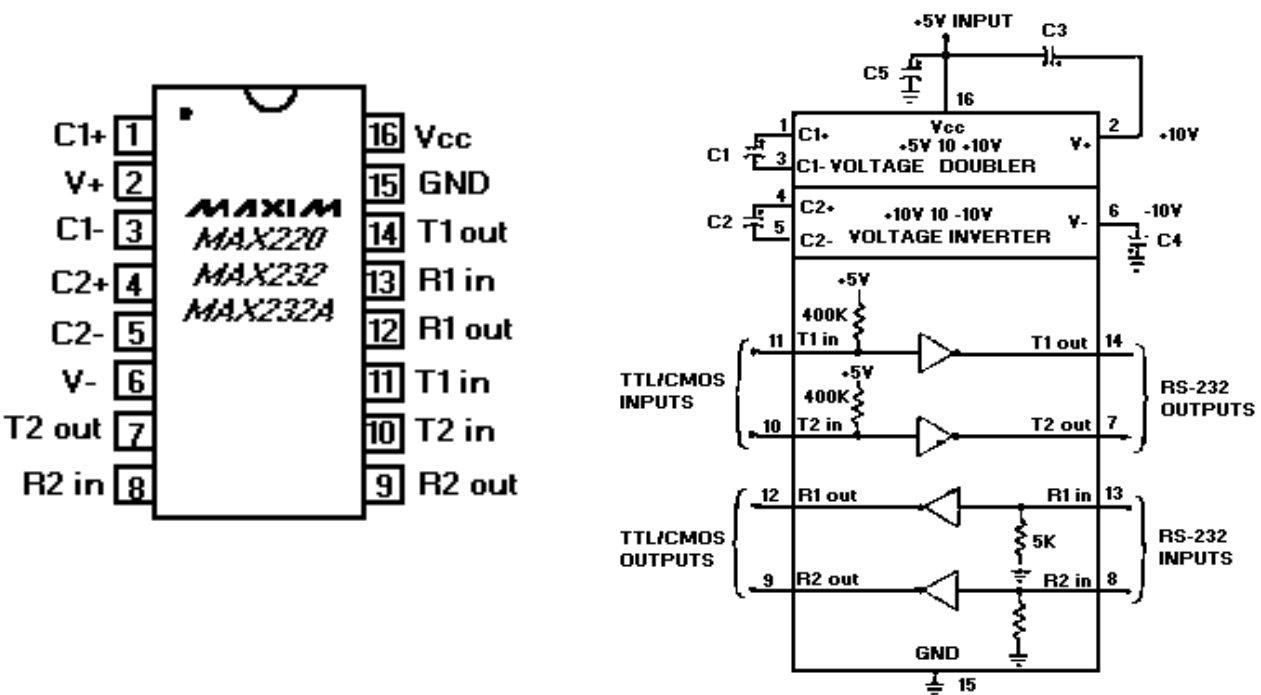 C1+ 1
V+ 2
C1- 3
C2+ 4
C2- 5
V- 6
T2 out 7
R2 in 8
MAXIM
MAX220
MAX232
MAX232A
16 Vcc
15 GND
14 T1 out
13 R1 in
12 R1 out
11 T1 in
10 T2 in
9 R2 out
+5V INPUT
C3
C5
16
Vcc
1 C1+
+5V 10 +10V
V+ 2 +10V
C1
3 C1- VOLTAGE DOUBLER
4 C2+
+10V 10 -10V
V- 6 -10V
C2
5 C2- VOLTAGE INVERTER
C4
+5V
400K
11 T1 in
T1 out 14
+5V
400K
TTL/CMOS
INPUTS
RS-232
OUTPUTS
10 T2 in
T2 out 7
12 R1 out
R1 in 13
TTL/CMOS
OUTPUTS
5K
RS-232
INPUTS
9 R2 out
R2 in 8
GND
15